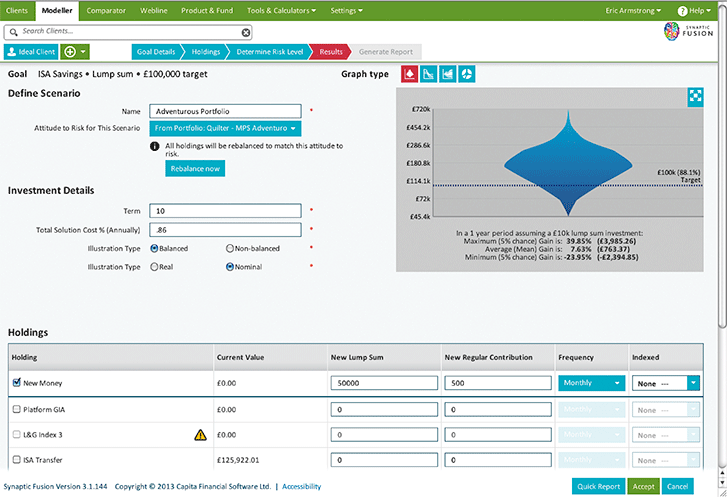 Clients Modeller Comparator Webline Product & Fund Tools & Calculators Settings Eric Armstrong ? Help
Search Clients...
Ideal Client Goal Details Holdings Determine Risk Level Results Generate Report
SYNAPTIC
FUSION
Goal ISA Savings • Lump sum • £100,000 target Graph type
Define Scenario
Name Adventurous Portfolio *
Attitude to Risk for This Scenario From Portfolio: Quilter - MPS Adventuro
All holdings will be rebalanced to match this attitude to
risk.
Rebalance now
Investment Details
Term 10 *
Total Solution Cost % (Annually) .86 *
Illustration Type Balanced Non-balanced *
Illustration Type Real Nominal *
£720k
£454.2k
£286.6k
£180.8k
£114.1k
£72k
£45.4k
£100k (88.1%)
Target
In a 1 year period assuming a £10k lump sum investment:
Maximum (5% chance) Gain is: 39.85% (£3,985.26)
Average (Mean) Gain is: 7.63% (£763.37)
Minimum (5% chance) Gain is: -23.95% (-£2,394.85)
Holdings
Holding Current Value New Lump Sum New Regular Contribution Frequency Indexed
New Money £0.00 50000 500 Monthly None ---
Platform GIA £0.00 0 0 Monthly None ---
L&G Index 3 £0.00 0 0 Monthly None ---
ISA Transfer £125,922.01 0 0 Monthly None ---
Synaptic Fusion Version 3.1.144 Copyright © 2013 Capita Financial Software Ltd. | Accessibility Quick Report Accept Cancel